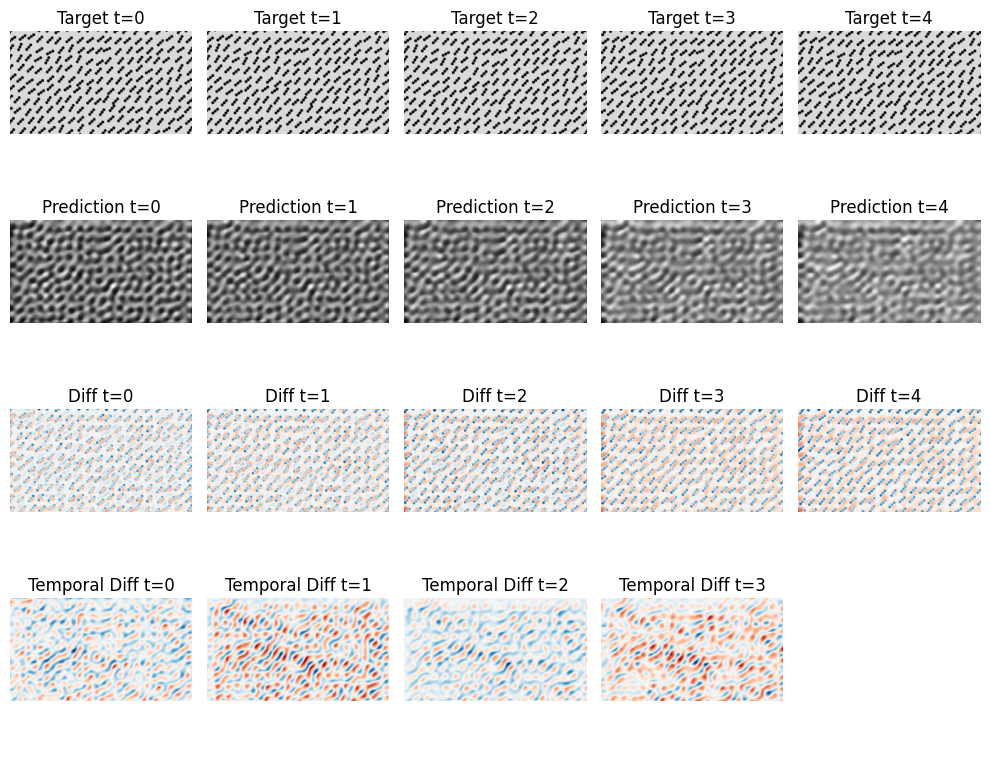 Target t=0 Target t=1 Target t=2 Target t=3 Target t=4
Prediction t=0 Prediction t=1 Prediction t=2 Prediction t=3 Prediction t=4
Diff t=0 Diff t=1 Diff t=2 Diff t=3 Diff t=4
Temporal Diff t=0 Temporal Diff t=1 Temporal Diff t=2 Temporal Diff t=3